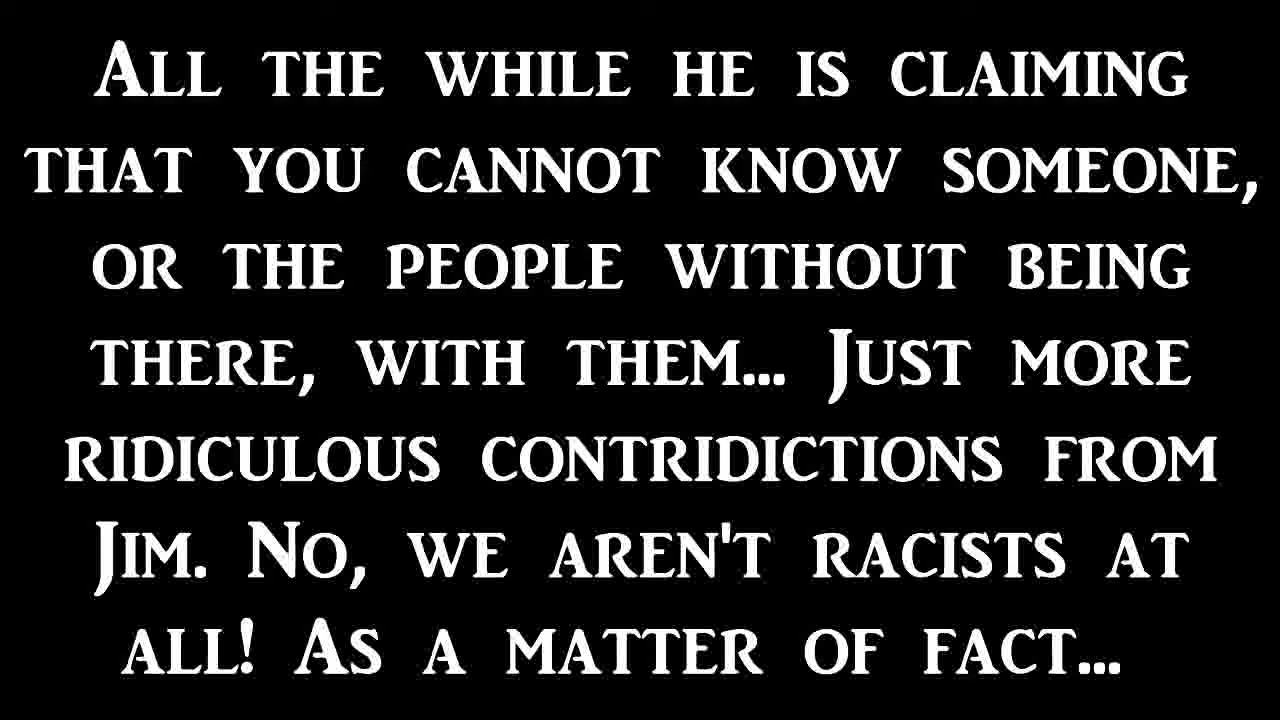 All the while he is claiming
that you cannot know someone,
or the people without being
there, with them... Just more
ridiculous contridictions from
Jim. No, we aren't racists at
all! As a matter of fact...